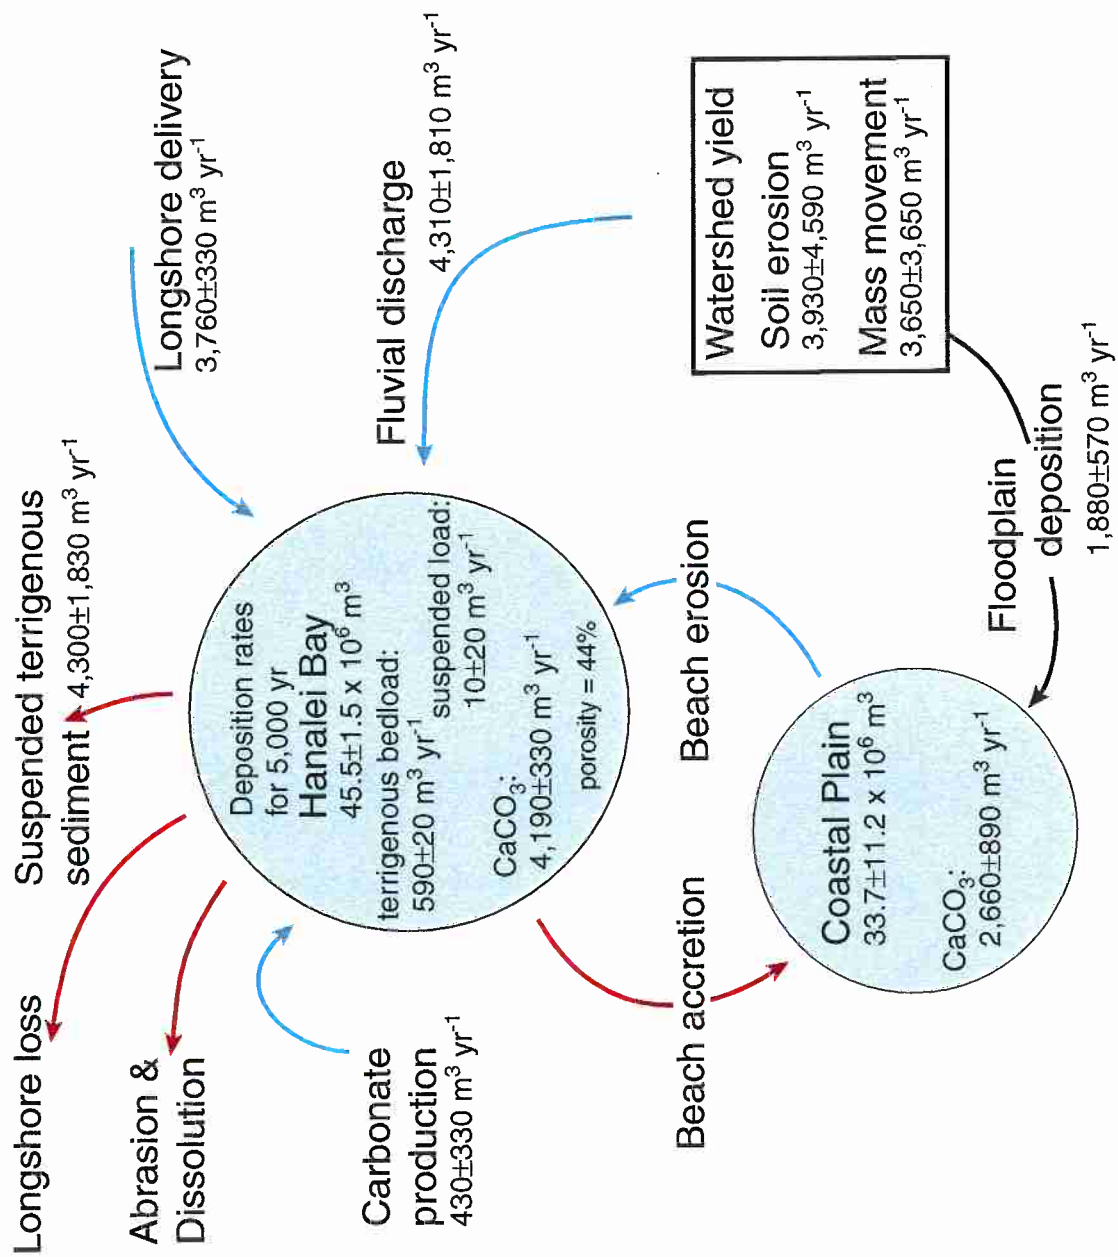 Longshore loss
Suspended terrigenous
sediment 4,300±1,830 m³ yr⁻¹
Longshore delivery
3,760±330 m³ yr⁻¹
Abrasion &
Dissolution
Deposition rates
for 5,000 yr
Hanalei Bay
45.5±1.5 x 10⁶ m³
terrigenous bedload:
590±20 m³ yr⁻¹
suspended load:
10±20 m³ yr⁻¹
CaCO₃:
4,190±330 m³ yr⁻¹
porosity = 44%
Fluvial discharge
4,310±1,810 m³ yr⁻¹
Carbonate
production
430±330 m³ yr⁻¹
Beach accretion
Beach erosion
Watershed yield
Soil erosion
3,930±4,590 m³ yr⁻¹
Mass movement
3,650±3,650 m³ yr⁻¹
Coastal Plain
33.7±11.2 x 10⁶ m³
CaCO₃:
2,660±890 m³ yr⁻¹
Floodplain
deposition
1,880±570 m³ yr⁻¹